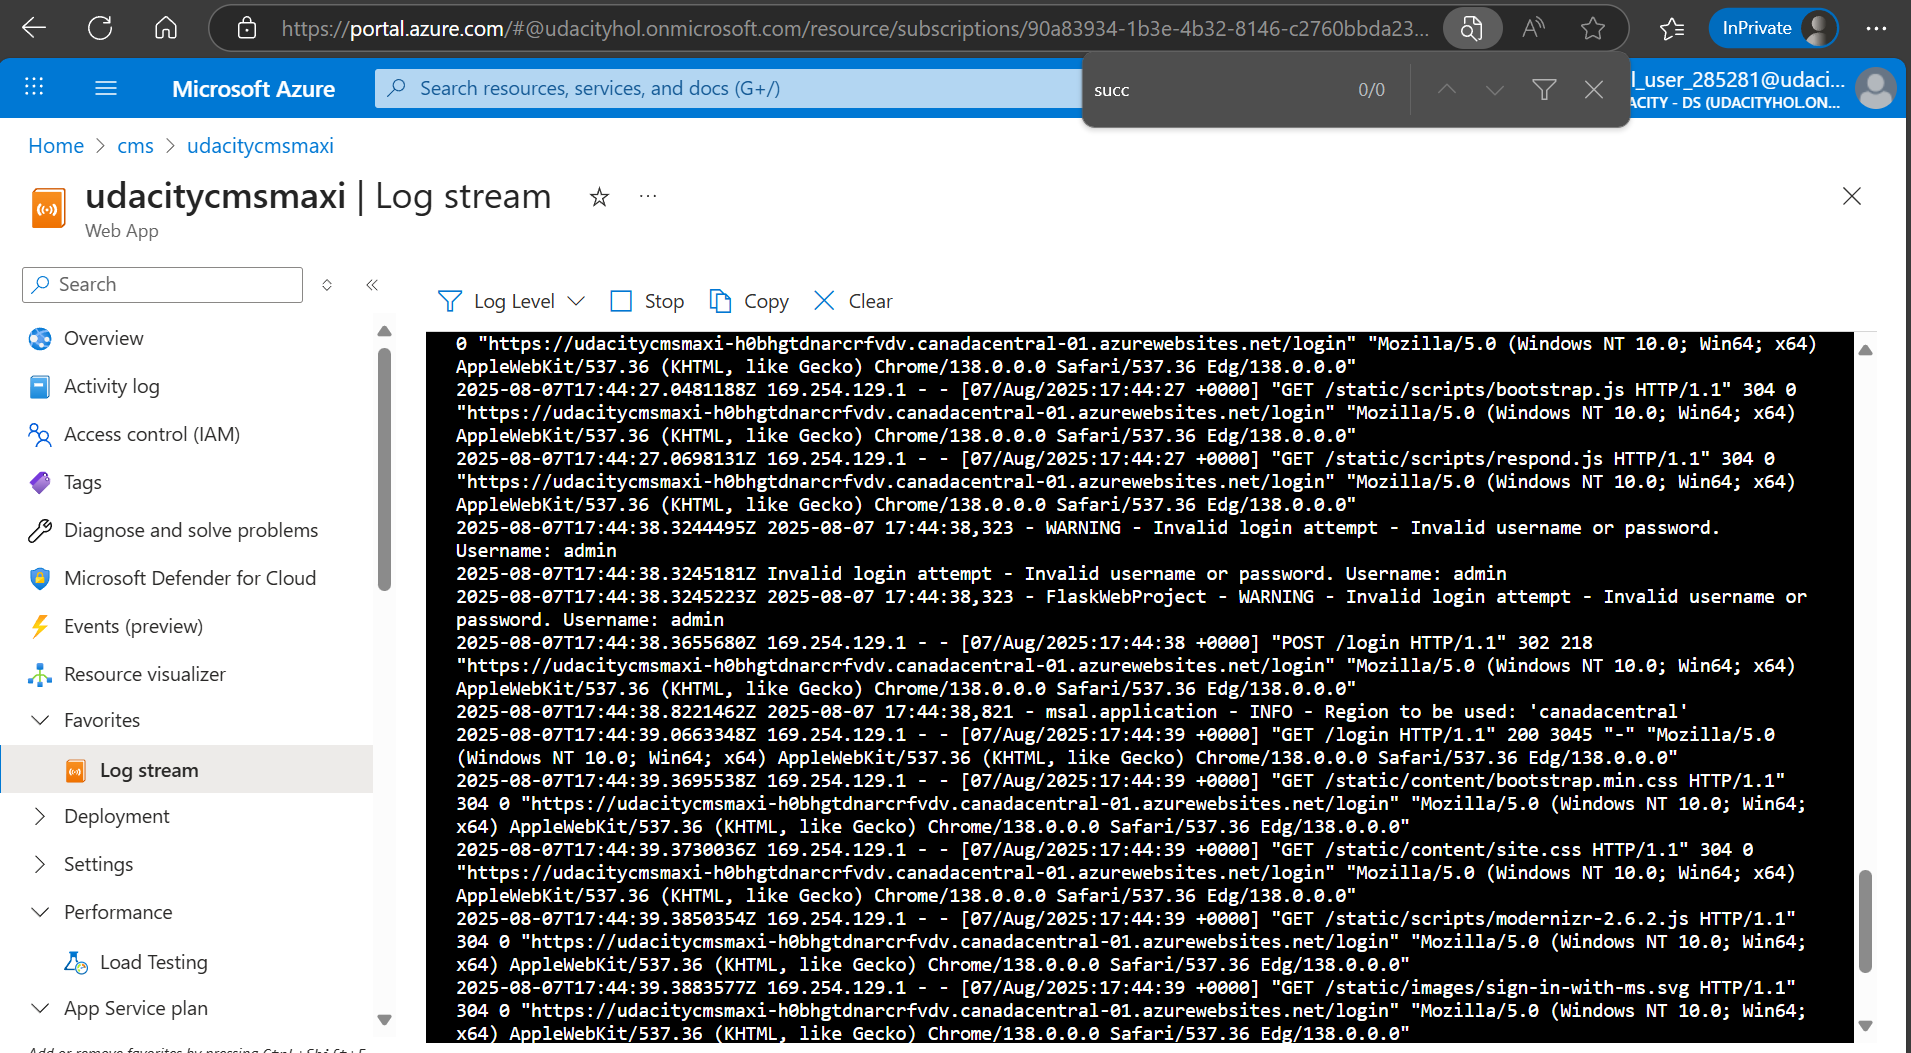 https://portal.azure.com/#@udacityhol.onmicrosoft.com/resource/subscriptions/90a83934-1b3e-4b32-8146-c2760bbda23...
InPrivate
Microsoft Azure
Search resources, services, and docs (G+/)
succ
0/0
l_user_285281@udaci...
ACITY - DS (UDACITYHOL.ON...
Home > cms > udacitycmsmaxi
udacitycmsmaxi | Log stream
Web App
Search
Log Level
Stop
Copy
Clear
Overview
Activity log
Access control (IAM)
Tags
Diagnose and solve problems
Microsoft Defender for Cloud
Events (preview)
Resource visualizer
Favorites
Log stream
Deployment
Settings
Performance
Load Testing
App Service plan
Add or remove favorites by pressing Ctrl+Shift+F
0 "https://udacitycmsmaxi-h0bhgtdnarcrfvdv.canadacentral-01.azurewebsites.net/login" "Mozilla/5.0 (Windows NT 10.0; Win64; x64)
AppleWebKit/537.36 (KHTML, like Gecko) Chrome/138.0.0.0 Safari/537.36 Edg/138.0.0.0"
2025-08-07T17:44:27.0481188Z 169.254.129.1 - - [07/Aug/2025:17:44:27 +0000] "GET /static/scripts/bootstrap.js HTTP/1.1" 304 0
"https://udacitycmsmaxi-h0bhgtdnarcrfvdv.canadacentral-01.azurewebsites.net/login" "Mozilla/5.0 (Windows NT 10.0; Win64; x64)
AppleWebKit/537.36 (KHTML, like Gecko) Chrome/138.0.0.0 Safari/537.36 Edg/138.0.0.0"
2025-08-07T17:44:27.0698131Z 169.254.129.1 - - [07/Aug/2025:17:44:27 +0000] "GET /static/scripts/respond.js HTTP/1.1" 304 0
"https://udacitycmsmaxi-h0bhgtdnarcrfvdv.canadacentral-01.azurewebsites.net/login" "Mozilla/5.0 (Windows NT 10.0; Win64; x64)
AppleWebKit/537.36 (KHTML, like Gecko) Chrome/138.0.0.0 Safari/537.36 Edg/138.0.0.0"
2025-08-07T17:44:38.3244495Z 2025-08-07 17:44:38,323 - WARNING - Invalid login attempt - Invalid username or password.
Username: admin
2025-08-07T17:44:38.3245181Z Invalid login attempt - Invalid username or password. Username: admin
2025-08-07T17:44:38.3245223Z 2025-08-07 17:44:38,323 - FlaskWebProject - WARNING - Invalid login attempt - Invalid username or
password. Username: admin
2025-08-07T17:44:38.3655680Z 169.254.129.1 - - [07/Aug/2025:17:44:38 +0000] "POST /login HTTP/1.1" 302 218
"https://udacitycmsmaxi-h0bhgtdnarcrfvdv.canadacentral-01.azurewebsites.net/login" "Mozilla/5.0 (Windows NT 10.0; Win64; x64)
AppleWebKit/537.36 (KHTML, like Gecko) Chrome/138.0.0.0 Safari/537.36 Edg/138.0.0.0"
2025-08-07T17:44:38.8221462Z 2025-08-07 17:44:38,821 - msal.application - INFO - Region to be used: 'canadacentral'
2025-08-07T17:44:39.0663348Z 169.254.129.1 - - [07/Aug/2025:17:44:39 +0000] "GET /login HTTP/1.1" 200 3045 "-" "Mozilla/5.0
(Windows NT 10.0; Win64; x64) AppleWebKit/537.36 (KHTML, like Gecko) Chrome/138.0.0.0 Safari/537.36 Edg/138.0.0.0"
2025-08-07T17:44:39.3695538Z 169.254.129.1 - - [07/Aug/2025:17:44:39 +0000] "GET /static/content/bootstrap.min.css HTTP/1.1"
304 0 "https://udacitycmsmaxi-h0bhgtdnarcrfvdv.canadacentral-01.azurewebsites.net/login" "Mozilla/5.0 (Windows NT 10.0; Win64;
x64) AppleWebKit/537.36 (KHTML, like Gecko) Chrome/138.0.0.0 Safari/537.36 Edg/138.0.0.0"
2025-08-07T17:44:39.3730036Z 169.254.129.1 - - [07/Aug/2025:17:44:39 +0000] "GET /static/content/site.css HTTP/1.1" 304 0
"https://udacitycmsmaxi-h0bhgtdnarcrfvdv.canadacentral-01.azurewebsites.net/login" "Mozilla/5.0 (Windows NT 10.0; Win64; x64)
AppleWebKit/537.36 (KHTML, like Gecko) Chrome/138.0.0.0 Safari/537.36 Edg/138.0.0.0"
2025-08-07T17:44:39.3850354Z 169.254.129.1 - - [07/Aug/2025:17:44:39 +0000] "GET /static/scripts/modernizr-2.6.2.js HTTP/1.1"
304 0 "https://udacitycmsmaxi-h0bhgtdnarcrfvdv.canadacentral-01.azurewebsites.net/login" "Mozilla/5.0 (Windows NT 10.0; Win64;
x64) AppleWebKit/537.36 (KHTML, like Gecko) Chrome/138.0.0.0 Safari/537.36 Edg/138.0.0.0"
2025-08-07T17:44:39.3883577Z 169.254.129.1 - - [07/Aug/2025:17:44:39 +0000] "GET /static/images/sign-in-with-ms.svg HTTP/1.1"
304 0 "https://udacitycmsmaxi-h0bhgtdnarcrfvdv.canadacentral-01.azurewebsites.net/login" "Mozilla/5.0 (Windows NT 10.0; Win64;
x64) AppleWebKit/537.36 (KHTML, like Gecko) Chrome/138.0.0.0 Safari/537.36 Edg/138.0.0.0"